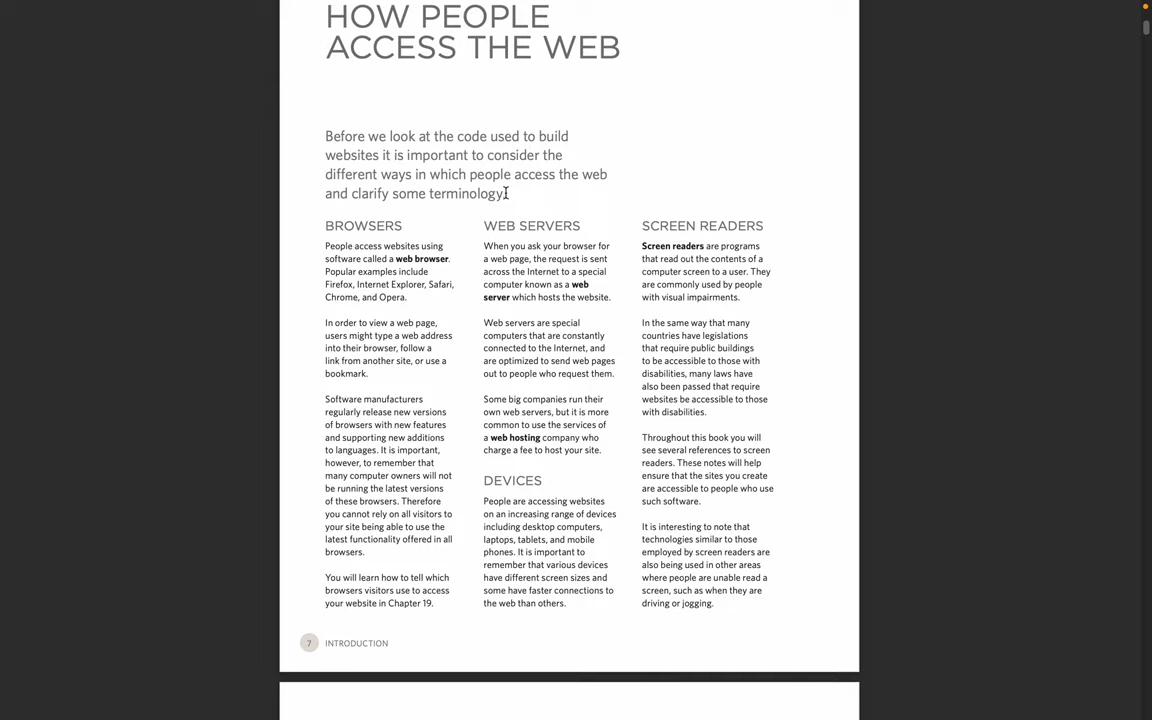 HOW PEOPLE
ACCESS THE WEB
Before we look at the code used to build
websites it is important to consider the
different ways in which people access the web
and clarify some terminology.
BROWSERS
People access websites using
software called a web browser.
Popular examples include
Firefox, Internet Explorer, Safari,
Chrome, and Opera.
In order to view a web page,
users might type a web address
into their browser, follow a
link from another site, or use a
bookmark.
Software manufacturers
regularly release new versions
of browsers with new features
and supporting new additions
to languages. It is important,
however, to remember that
many computer owners will not
be running the latest versions
of these browsers. Therefore
you cannot rely on all visitors to
your site being able to use the
latest functionality offered in all
browsers.
You will learn how to tell which
browsers visitors use to access
your website in Chapter 19.
WEB SERVERS
When you ask your browser for
a web page, the request is sent
across the Internet to a special
computer known as a web
server which hosts the website.
Web servers are special
computers that are constantly
connected to the Internet, and
are optimized to send web pages
out to people who request them.
Some big companies run their
own web servers, but it is more
common to use the services of
a web hosting company who
charge a fee to host your site.
DEVICES
People are accessing websites
on an increasing range of devices
including desktop computers,
laptops, tablets, and mobile
phones. It is important to
remember that various devices
have different screen sizes and
some have faster connections to
the web than others.
SCREEN READERS
Screen readers are programs
that read out the contents of a
computer screen to a user. They
are commonly used by people
with visual impairments.
In the same way that many
countries have legislations
that require public buildings
to be accessible to those with
disabilities, many laws have
also been passed that require
websites be accessible to those
with disabilities.
Throughout this book you will
see several references to screen
readers. These notes will help
ensure that the sites you create
are accessible to people who use
such software.
It is interesting to note that
technologies similar to those
employed by screen readers are
also being used in other areas
where people are unable read a
screen, such as when they are
driving or jogging.
7 INTRODUCTION